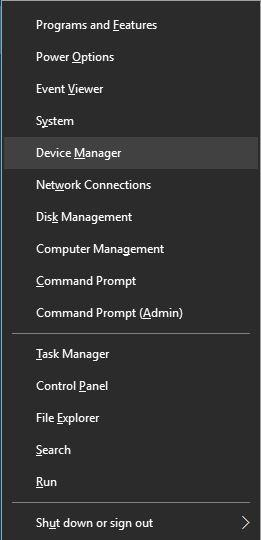 Programs and Features
Power Options
Event Viewer
System
Device Manager
Network Connections
Disk Management
Computer Management
Command Prompt
Command Prompt (Admin)
Task Manager
Control Panel
File Explorer
Search
Run
Shut down or sign out